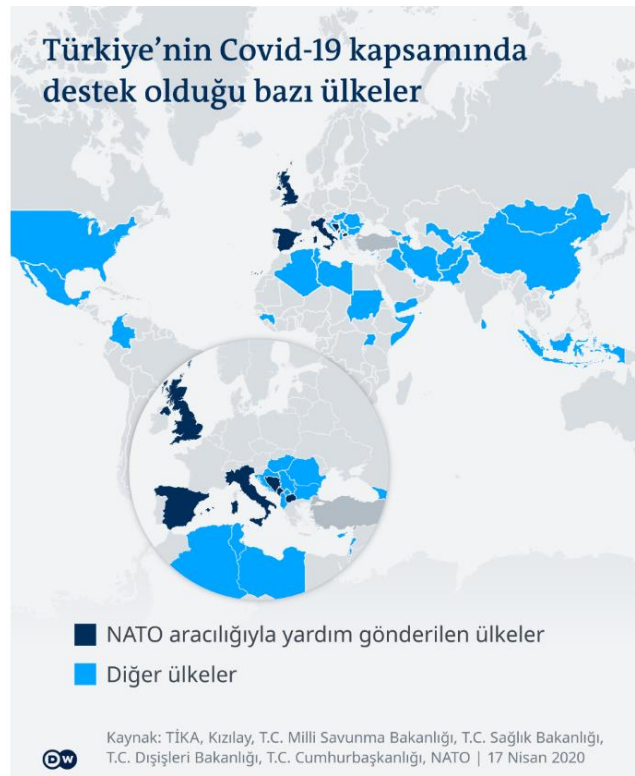 Türkiye’nin Covid-19 kapsamında
destek olduğu bazı ülkeler
NATO aracılığıyla yardım gönderilen ülkeler
Diğer ülkeler
Kaynak: TİKA, Kızılay, T.C. Milli Savunma Bakanlığı, T.C. Sağlık Bakanlığı,
T.C. Dışişleri Bakanlığı, T.C. Cumhurbaşkanlığı, NATO | 17 Nisan 2020
DW